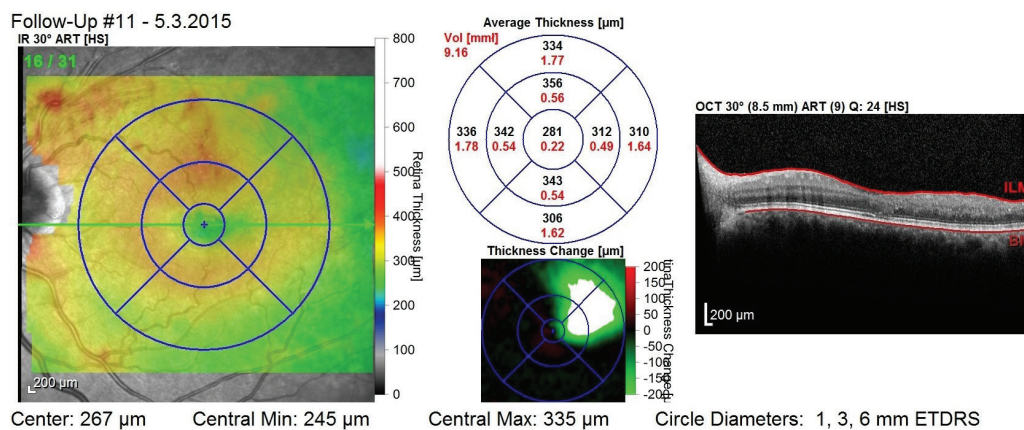 Follow-Up #11 - 5.3.2015
IR 30° ART [HS]
16 / 31
800
700
600
500
400
300
200
100
0
Retina Thickness [µm]
200 µm
Average Thickness [µm]
Vol [mm³]
9.16
334
1.77
356
0.56
336 342 281 312 310
1.78 0.54 0.22 0.49 1.64
343
0.54
306
1.62
Thickness Change [µm]
200
150
100
50
0
-50
-100
-150
-200
OCT 30° (8.5 mm) ART (9) Q: 24 [HS]
ILM
200 µm
Center: 267 µm Central Min: 245 µm Central Max: 335 µm Circle Diameters: 1, 3, 6 mm ETDRS